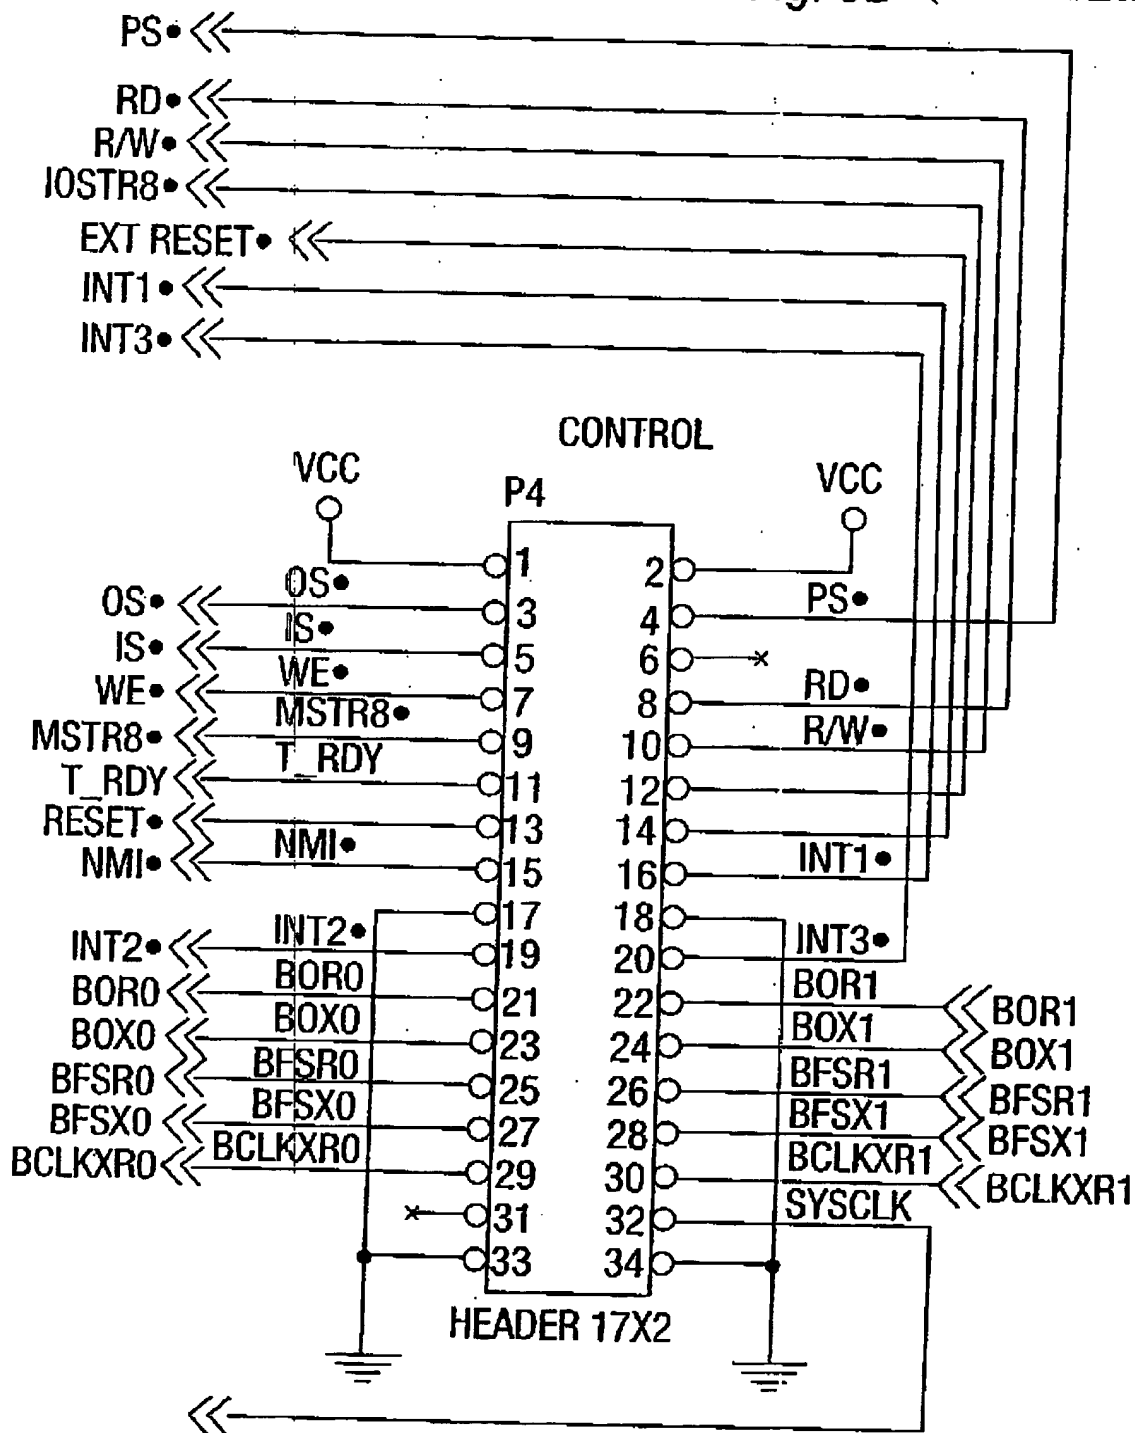 PS•
RD•
R/W•
IOSTR8•
EXT RESET•
INT1•
INT3•
CONTROL
VCC
P4
VCC
1
2
OS•
OS•
3
4
PS•
IS•
IS•
5
6
WE•
WE•
7
8
RD•
MSTR8•
MSTR8•
9
10
R/W•
T_RDY
T_RDY
11
12
RESET•
13
14
NMI•
NMI•
15
16
INT1•
17
18
INT2•
INT2•
19
20
INT3•
BOR0
BOR0
21
22
BOR1
BOR1
BOX0
BOX0
23
24
BOX1
BOX1
BFSR0
BFSR0
25
26
BFSR1
BFSR1
BFSX0
BFSX0
27
28
BFSX1
BFSX1
BCLKXR0
BCLKXR0
29
30
BCLKXR1
BCLKXR1
31
32
SYSCLK
33
34
HEADER 17X2